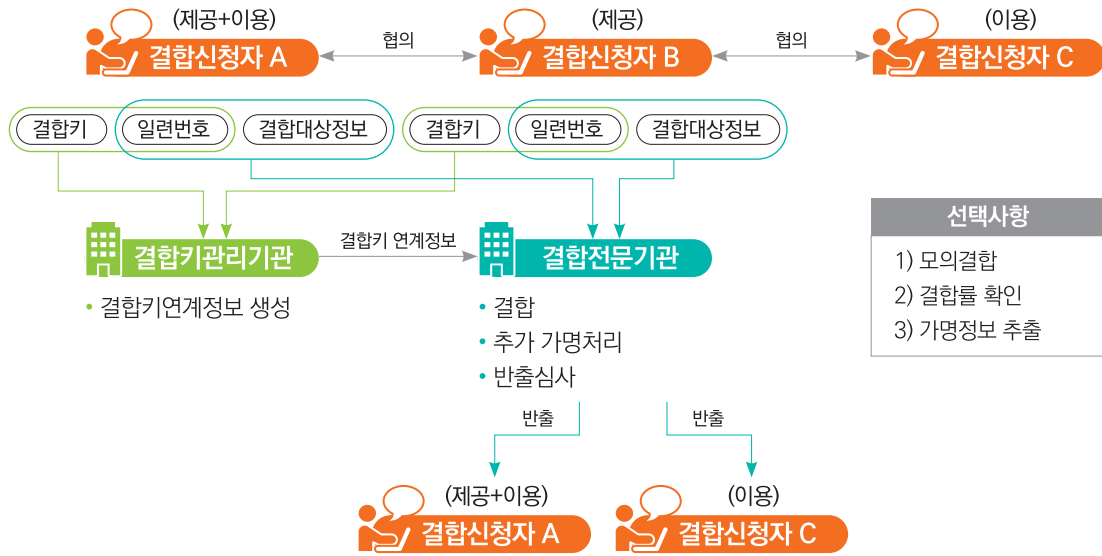 (제공+이용)
결합신청자 A
협의
(제공)
결합신청자 B
협의
(이용)
결합신청자 C
결합키
일련번호
결합대상정보
결합키
일련번호
결합대상정보
결합키관리기관
• 결합키연계정보 생성
결합키 연계정보
결합전문기관
• 결합
• 추가 가명처리
• 반출심사
선택사항
1) 모의결합
2) 결합률 확인
3) 가명정보 추출
반출
반출
(제공+이용)
결합신청자 A
(이용)
결합신청자 C